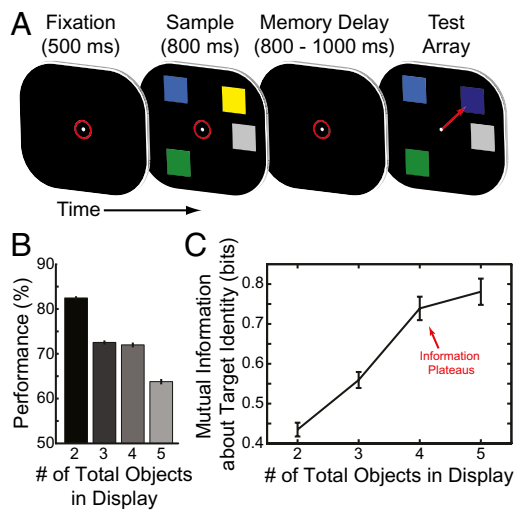 A
Fixation
(500 ms)
Sample
(800 ms)
Memory Delay
(800 - 1000 ms)
Test
Array
Time
B
Performance (%)
90
80
70
60
50
2 3 4 5
# of Total Objects
in Display
C
Mutual Information
about Target Identity (bits)
0.8
0.7
0.6
0.5
0.4
Information
Plateaus
2 3 4 5
# of Total Objects in Display